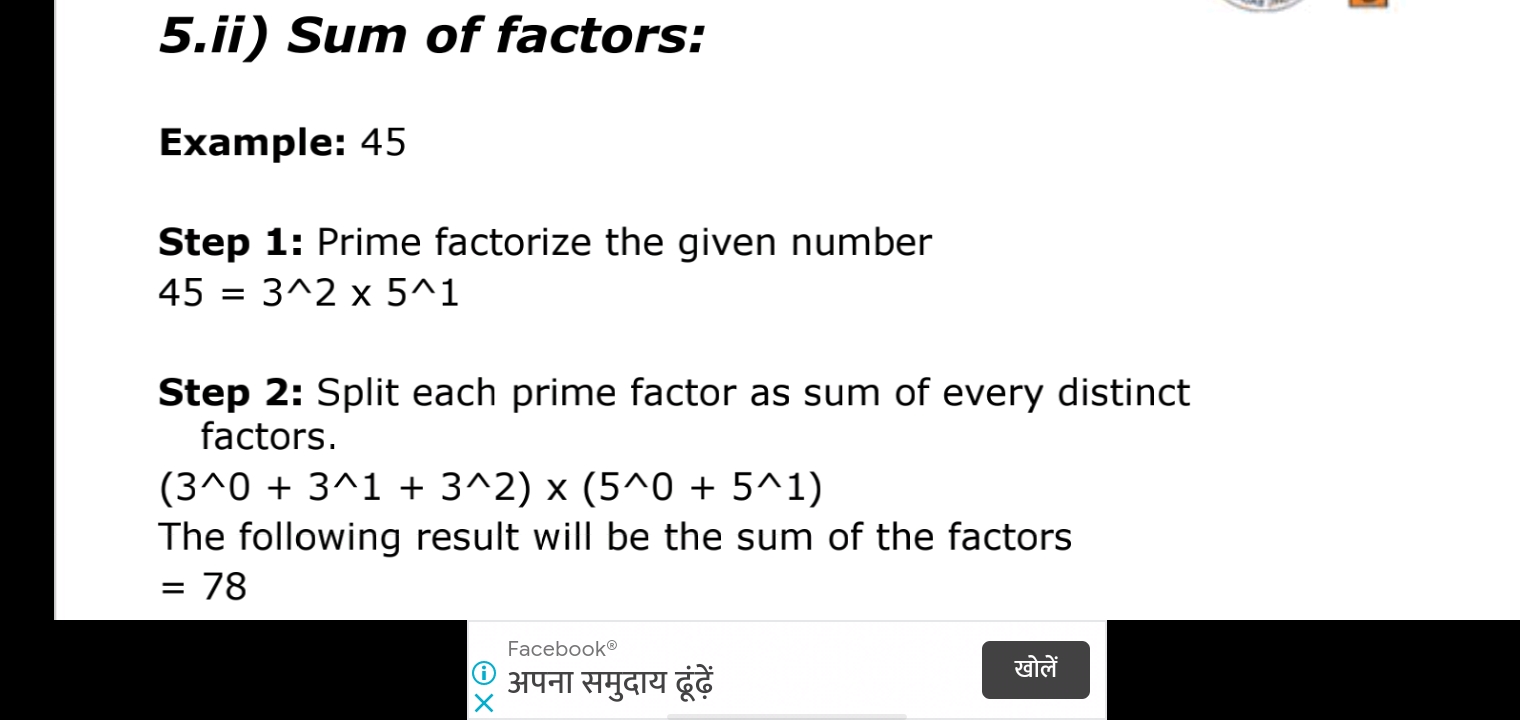 5.ii) Sum of factors:
Example: 45
Step 1: Prime factorize the given number
45 = 3^2 x 5^1
Step 2: Split each prime factor as sum of every distinct
factors.
(3^0 + 3^1 + 3^2) x (5^0 + 5^1)
The following result will be the sum of the factors
= 78
Facebook®
अपना समुदाय ढूंढ़ें
खोलें